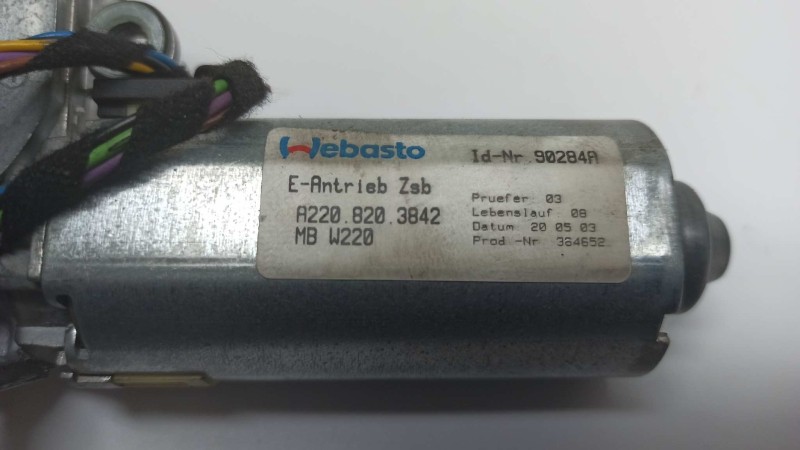 Webasto
Id-Nr 90284A
E-Antrieb Zsb
A220.820.3842
MB W220
Pruefer 03
Lebenslauf 08
Datum 20 05 03
Prod -Nr 364652